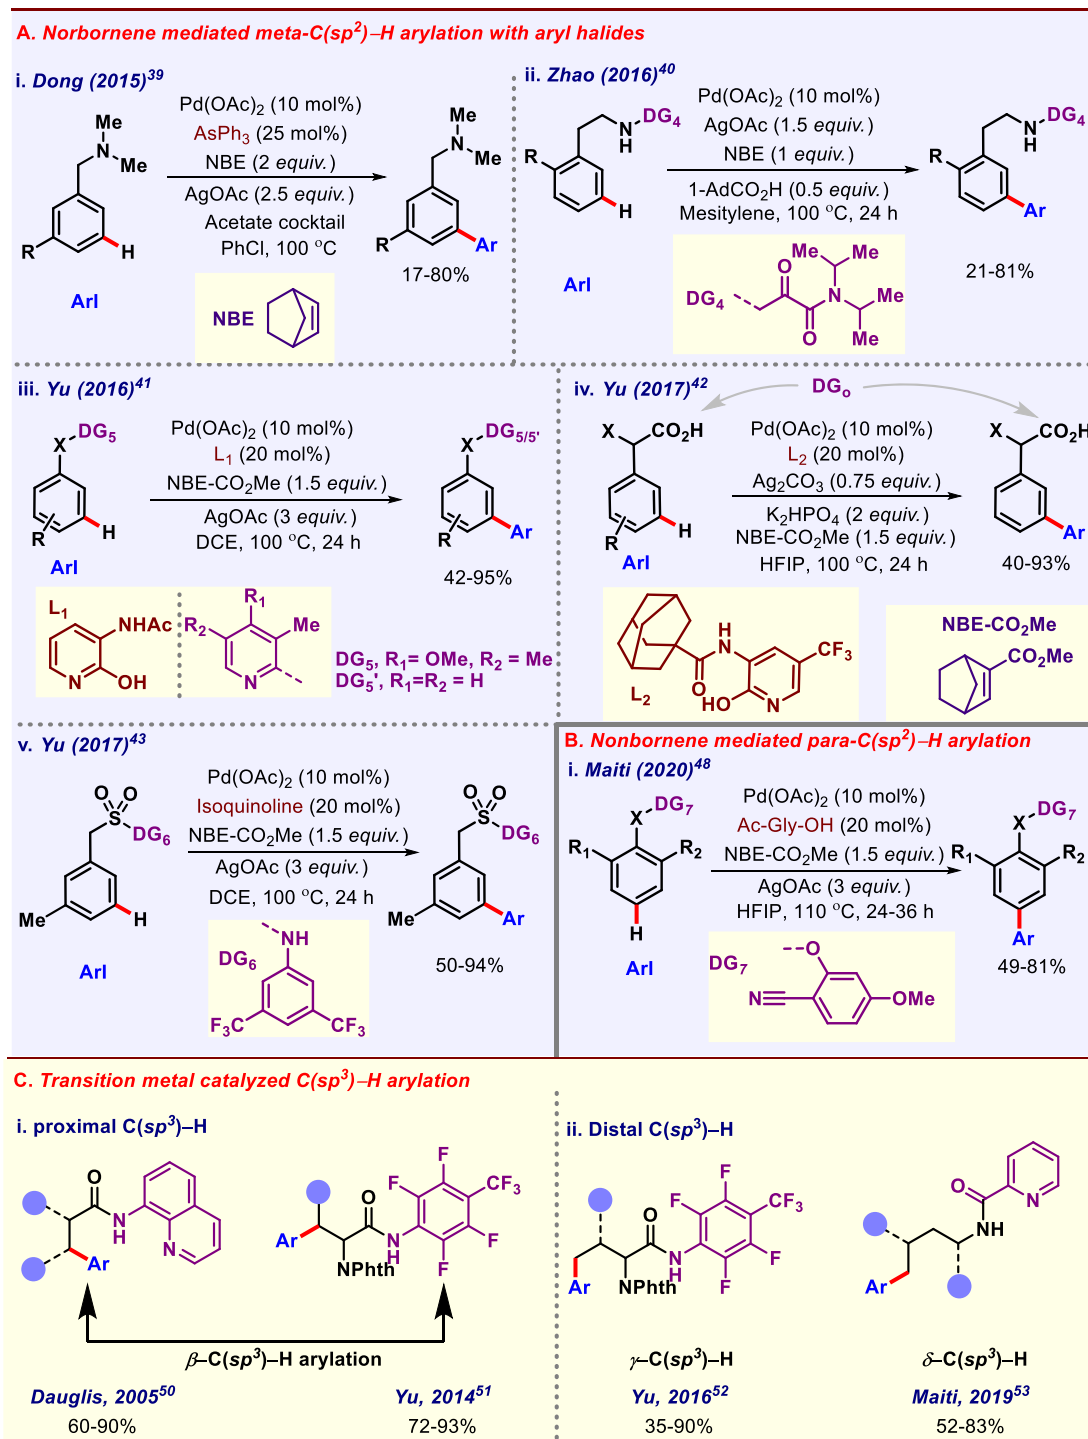 A. Norbornene mediated meta-C(sp²)–H arylation with aryl halides
i. Dong (2015)³⁹
Me
N
Me
R
H
ArI
Pd(OAc)₂ (10 mol%)
AsPh₃ (25 mol%)
NBE (2 equiv.)
AgOAc (2.5 equiv.)
Acetate cocktail
PhCl, 100 °C
Me
N
Me
R
Ar
17-80%
NBE
ii. Zhao (2016)⁴⁰
N
H
DG₄
R
H
ArI
Pd(OAc)₂ (10 mol%)
AgOAc (1.5 equiv.)
NBE (1 equiv.)
1-AdCO₂H (0.5 equiv.)
Mesitylene, 100 °C, 24 h
N
H
DG₄
R
Ar
21-81%
DG₄
O
O
N
Me
Me
Me
Me
iii. Yu (2016)⁴¹
X
DG₅
H
R
ArI
Pd(OAc)₂ (10 mol%)
L₁ (20 mol%)
NBE-CO₂Me (1.5 equiv.)
AgOAc (3 equiv.)
DCE, 100 °C, 24 h
X
DG₅/₅'
R
Ar
42-95%
L₁
NHAc
N
OH
R₁
R₂
Me
N
DG₅, R₁= OMe, R₂ = Me
DG₅', R₁=R₂ = H
iv. Yu (2017)⁴²
DGₒ
X
CO₂H
H
R
ArI
Pd(OAc)₂ (10 mol%)
L₂ (20 mol%)
Ag₂CO₃ (0.75 equiv.)
K₂HPO₄ (2 equiv.)
NBE-CO₂Me (1.5 equiv.)
HFIP, 100 °C, 24 h
X
CO₂H
Ar
40-93%
H
N
O
CF₃
HO
N
L₂
NBE-CO₂Me
CO₂Me
v. Yu (2017)⁴³
O
O
S
DG₆
Me
H
ArI
Pd(OAc)₂ (10 mol%)
Isoquinoline (20 mol%)
NBE-CO₂Me (1.5 equiv.)
AgOAc (3 equiv.)
DCE, 100 °C, 24 h
O
O
S
DG₆
Me
Ar
50-94%
DG₆
NH
F₃C
CF₃
B. Nonbornene mediated para-C(sp²)–H arylation
i. Maiti (2020)⁴⁸
X
DG₇
R₁
R₂
H
ArI
Pd(OAc)₂ (10 mol%)
Ac-Gly-OH (20 mol%)
NBE-CO₂Me (1.5 equiv.)
AgOAc (3 equiv.)
HFIP, 110 °C, 24-36 h
X
DG₇
R₁
R₂
Ar
49-81%
DG₇
O
N
OMe
C. Transition metal catalyzed C(sp³)–H arylation
i. proximal C(sp³)–H
O
N
H
N
Ar
F
F
CF₃
O
Ar
N
H
F
F
NPhth
β–C(sp³)–H arylation
Dauglis, 2005⁵⁰
60-90%
Yu, 2014⁵¹
72-93%
ii. Distal C(sp³)–H
F
F
CF₃
O
N
H
F
F
Ar
NPhth
γ–C(sp³)–H
Yu, 2016⁵²
35-90%
O
N
NH
Ar
δ–C(sp³)–H
Maiti, 2019⁵³
52-83%